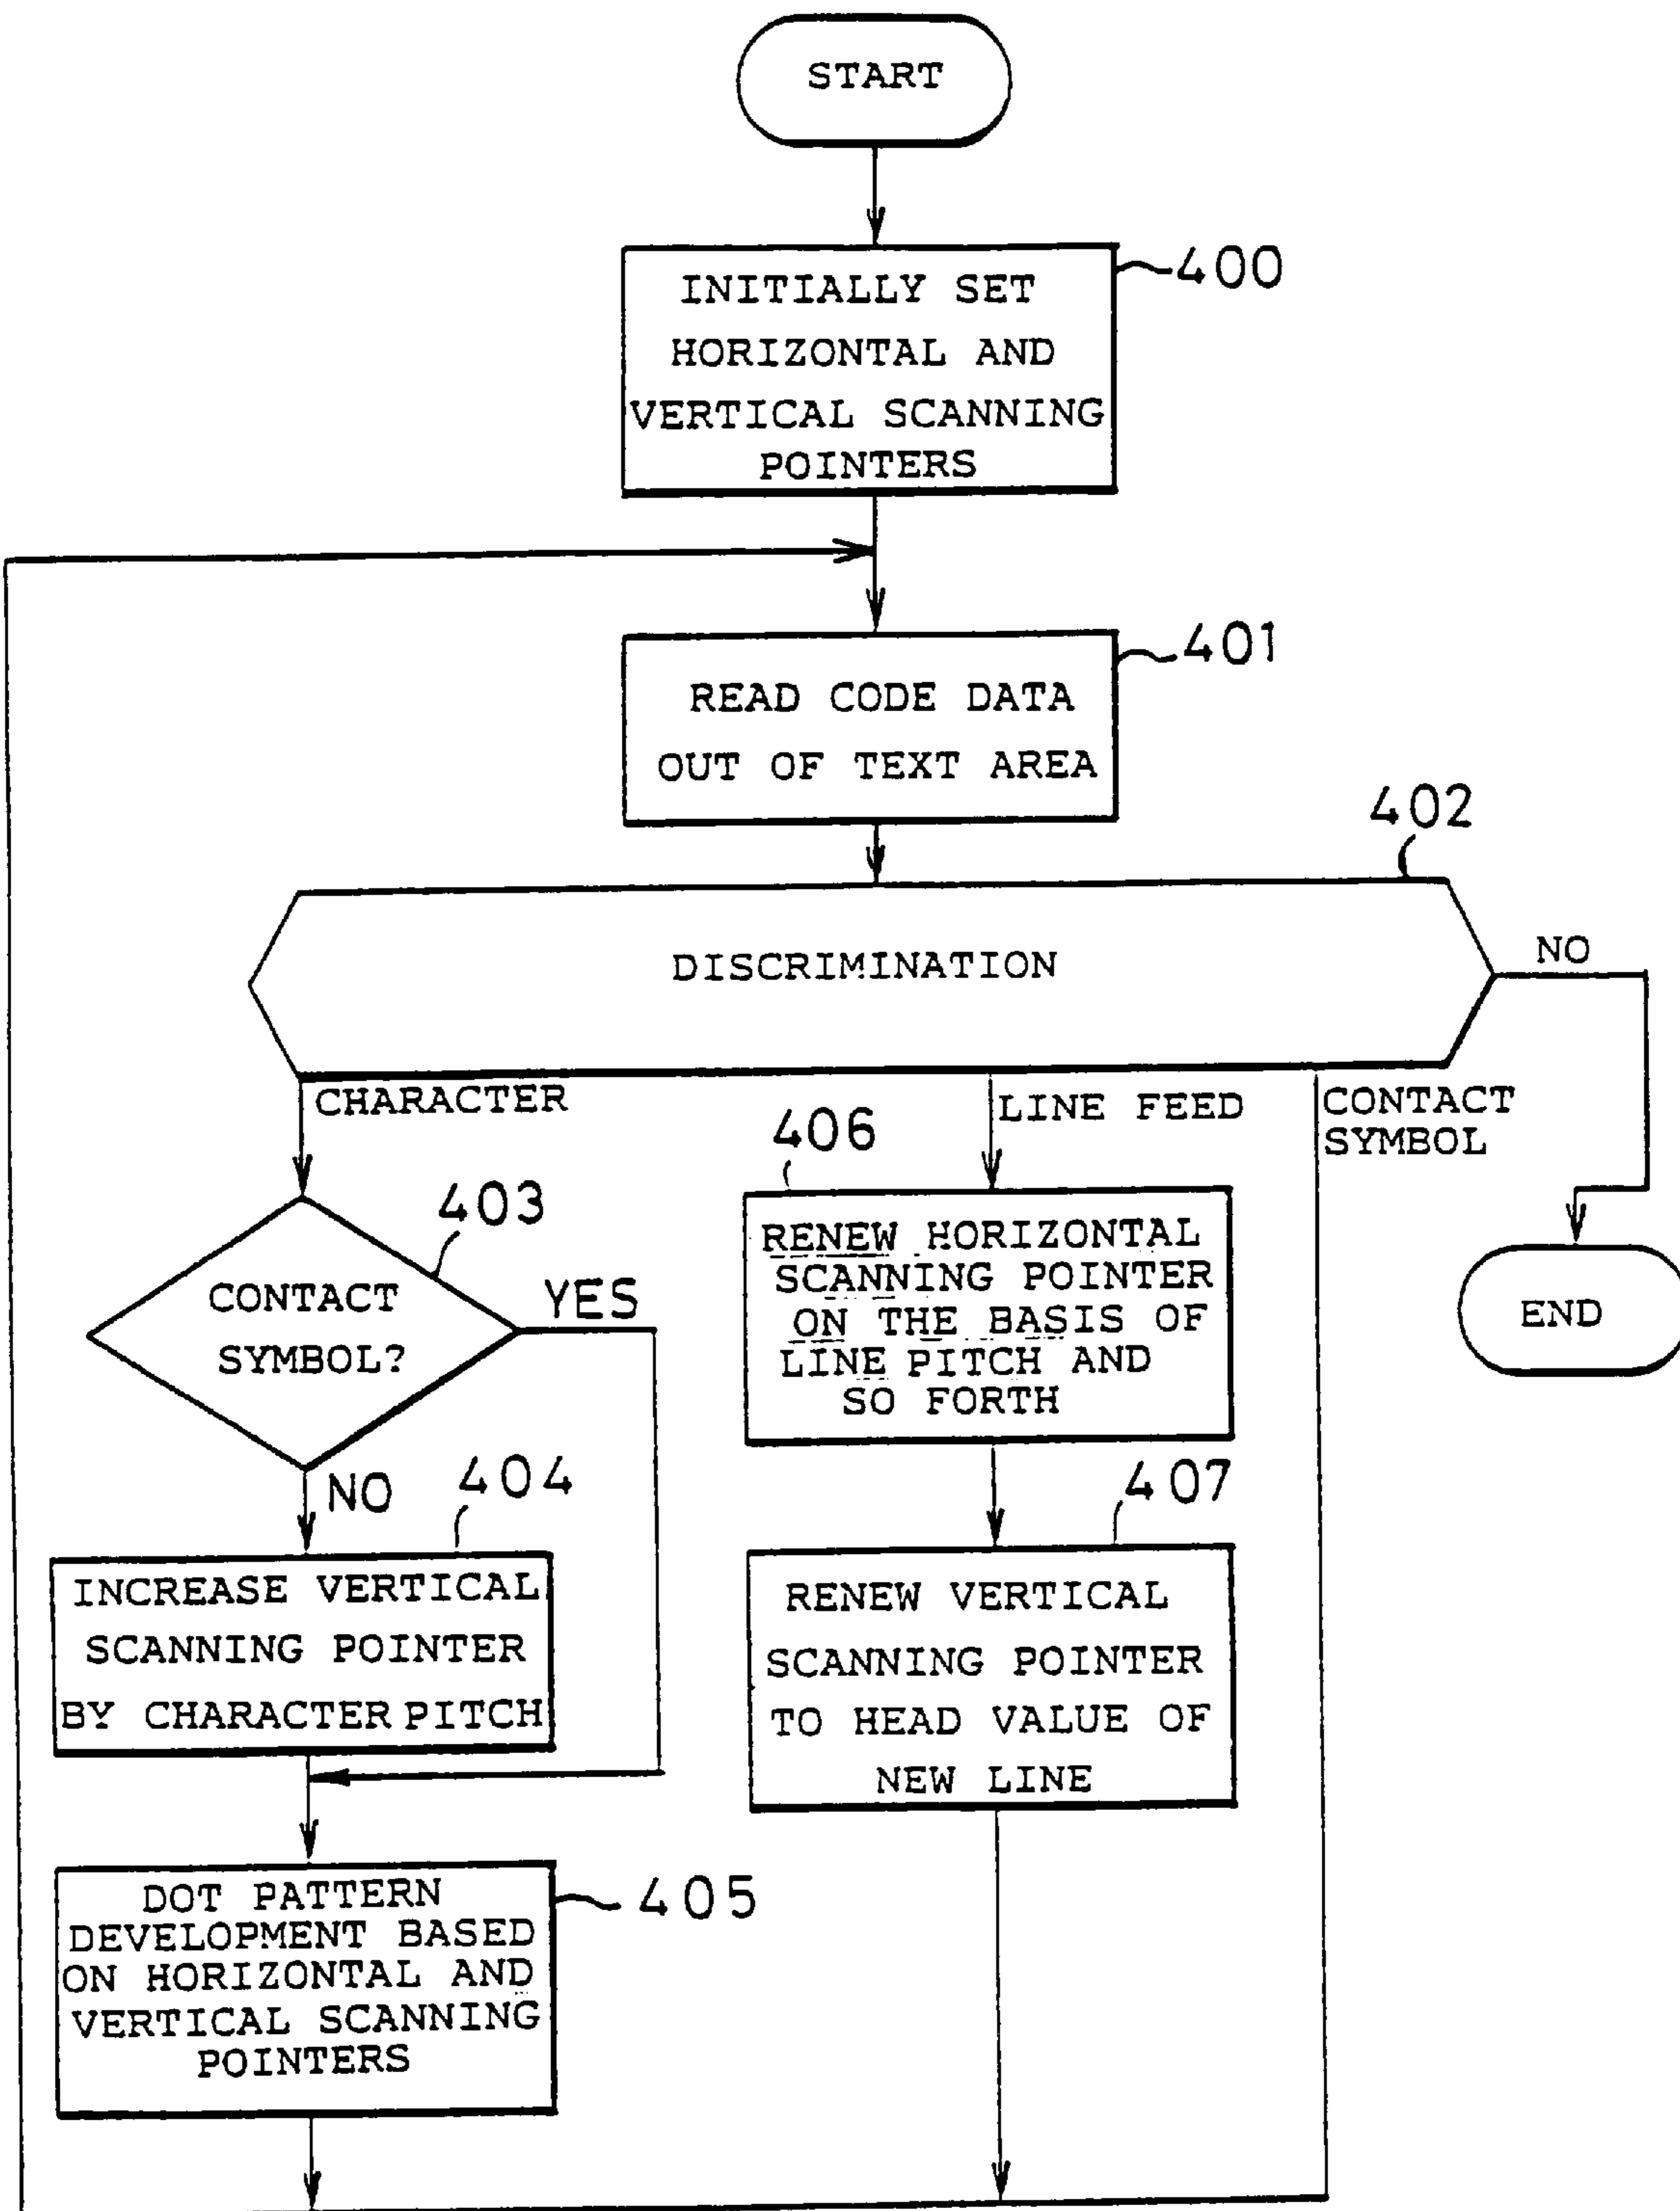 START
400
INITIALLY SET
HORIZONTAL AND
VERTICAL SCANNING
POINTERS
401
READ CODE DATA
OUT OF TEXT AREA
402
DISCRIMINATION
NO
CHARACTER
LINE FEED
CONTACT
SYMBOL
403
CONTACT
SYMBOL?
YES
NO
404
INCREASE VERTICAL
SCANNING POINTER
BY CHARACTER PITCH
405
DOT PATTERN
DEVELOPMENT BASED
ON HORIZONTAL AND
VERTICAL SCANNING
POINTERS
406
RENEW HORIZONTAL
SCANNING POINTER
ON THE BASIS OF
LINE PITCH AND
SO FORTH
407
RENEW VERTICAL
SCANNING POINTER
TO HEAD VALUE OF
NEW LINE
END